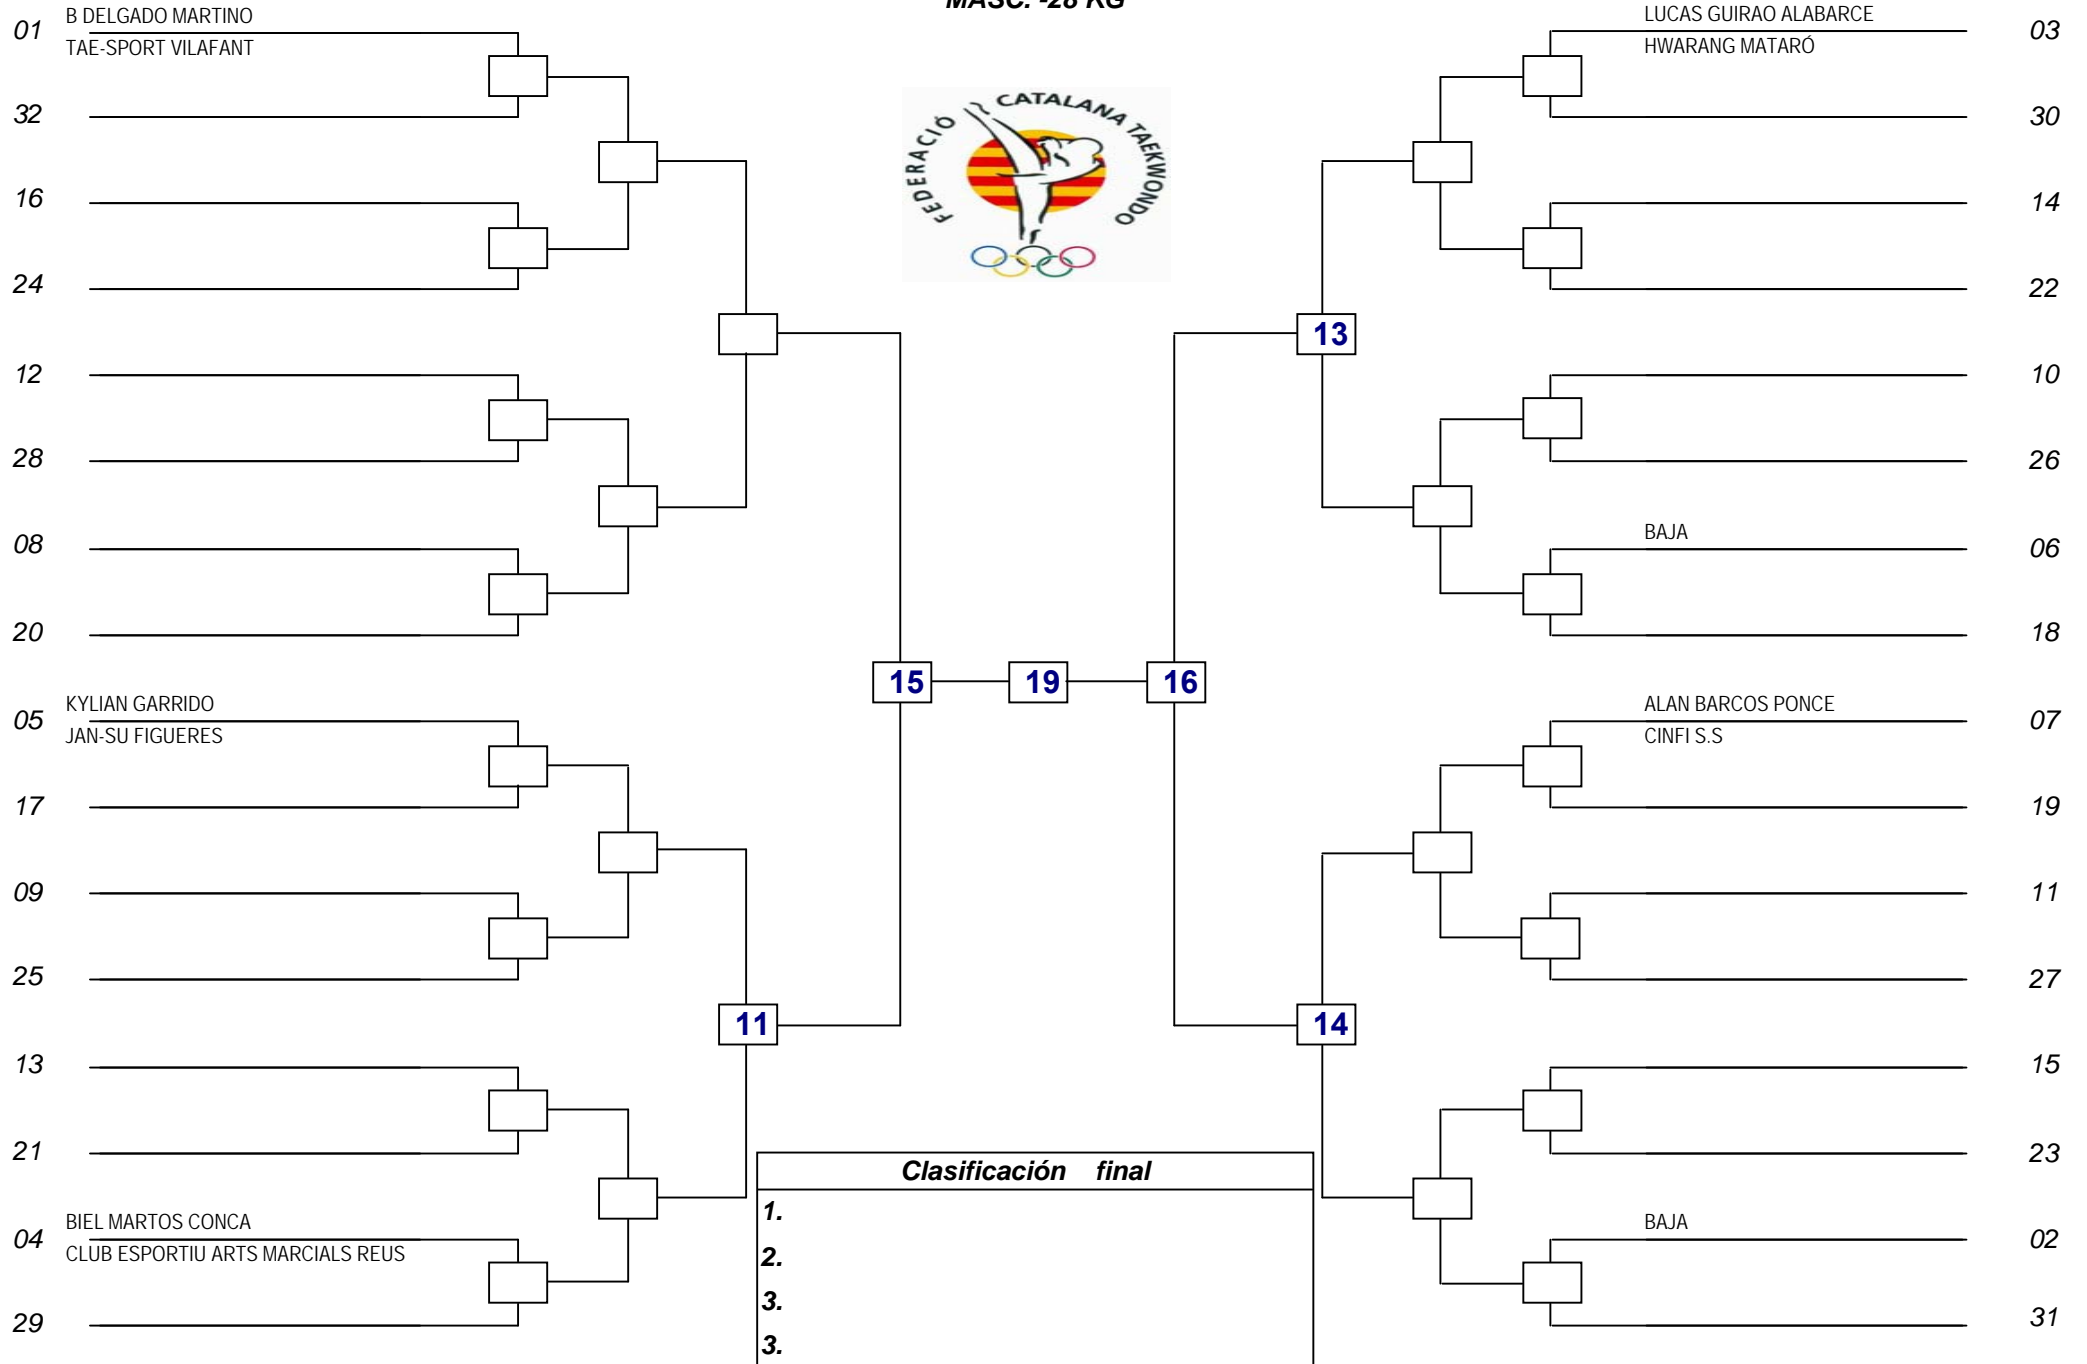 MASC. -28 KG
01 B DELGADO MARTINO
TAE-SPORT VILAFANT
32
16
24
12
28
08
20
05 KYLIAN GARRIDO
JAN-SU FIGUERES
17
09
25
13
21
04 BIEL MARTOS CONCA
CLUB ESPORTIU ARTS MARCIALS REUS
29
11
15
19
16
13
14
FEDERACIÓ CATALANA TAEKWONDO
LUCAS GUIRAO ALABARCE 03
HWARANG MATARÓ
30
14
22
10
26
BAJA 06
18
ALAN BARCOS PONCE 07
CINFI S.S
19
11
27
15
23
BAJA 02
31
Clasificación final
1.
2.
3.
3.